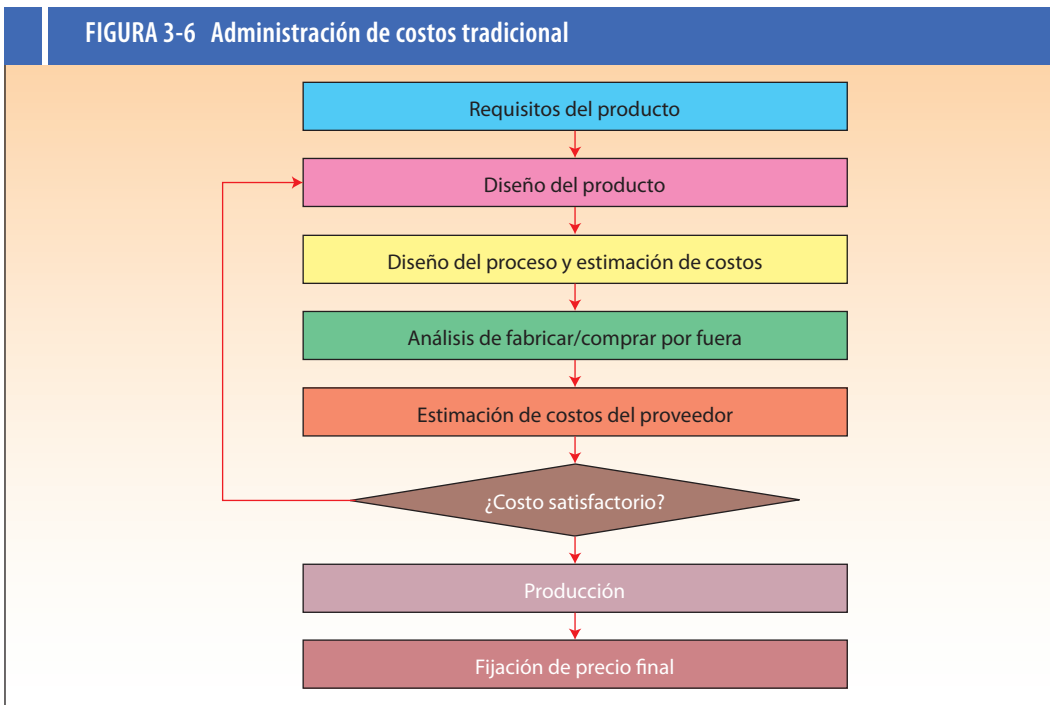 FIGURA 3-6 Administración de costos tradicional
Requisitos del producto
Diseño del producto
Diseño del proceso y estimación de costos
Análisis de fabricar/comprar por fuera
Estimación de costos del proveedor
¿Costo satisfactorio?
Producción
Fijación de precio final